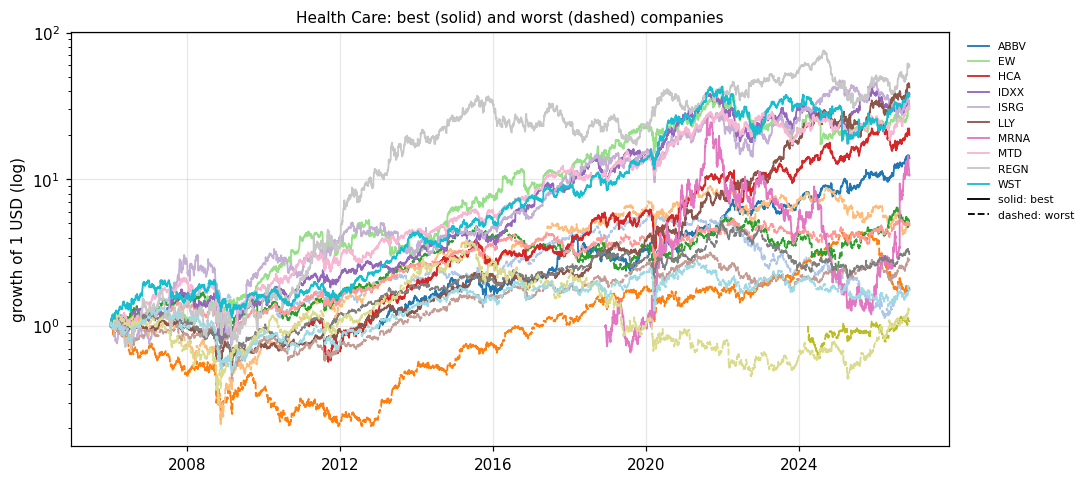 Health Care: best (solid) and worst (dashed) companies
growth of 1 USD (log)
10²
10¹
10⁰
2008
2012
2016
2020
2024
ABBV
EW
HCA
IDXX
ISRG
LLY
MRNA
MTD
REGN
WST
solid: best
dashed: worst